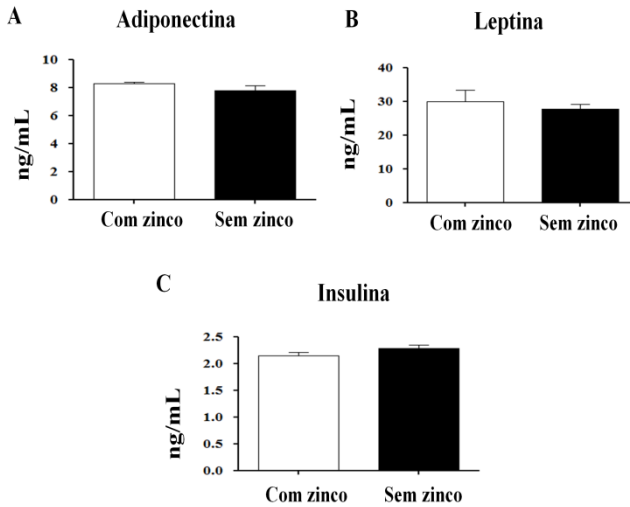 A
Adiponectina
ng/mL
10
8
6
4
2
0
Com zinco
Sem zinco
B
Leptina
ng/mL
40
30
20
10
0
Com zinco
Sem zinco
C
Insulina
ng/mL
2.5
2.0
1.5
1.0
0.5
0.0
Com zinco
Sem zinco